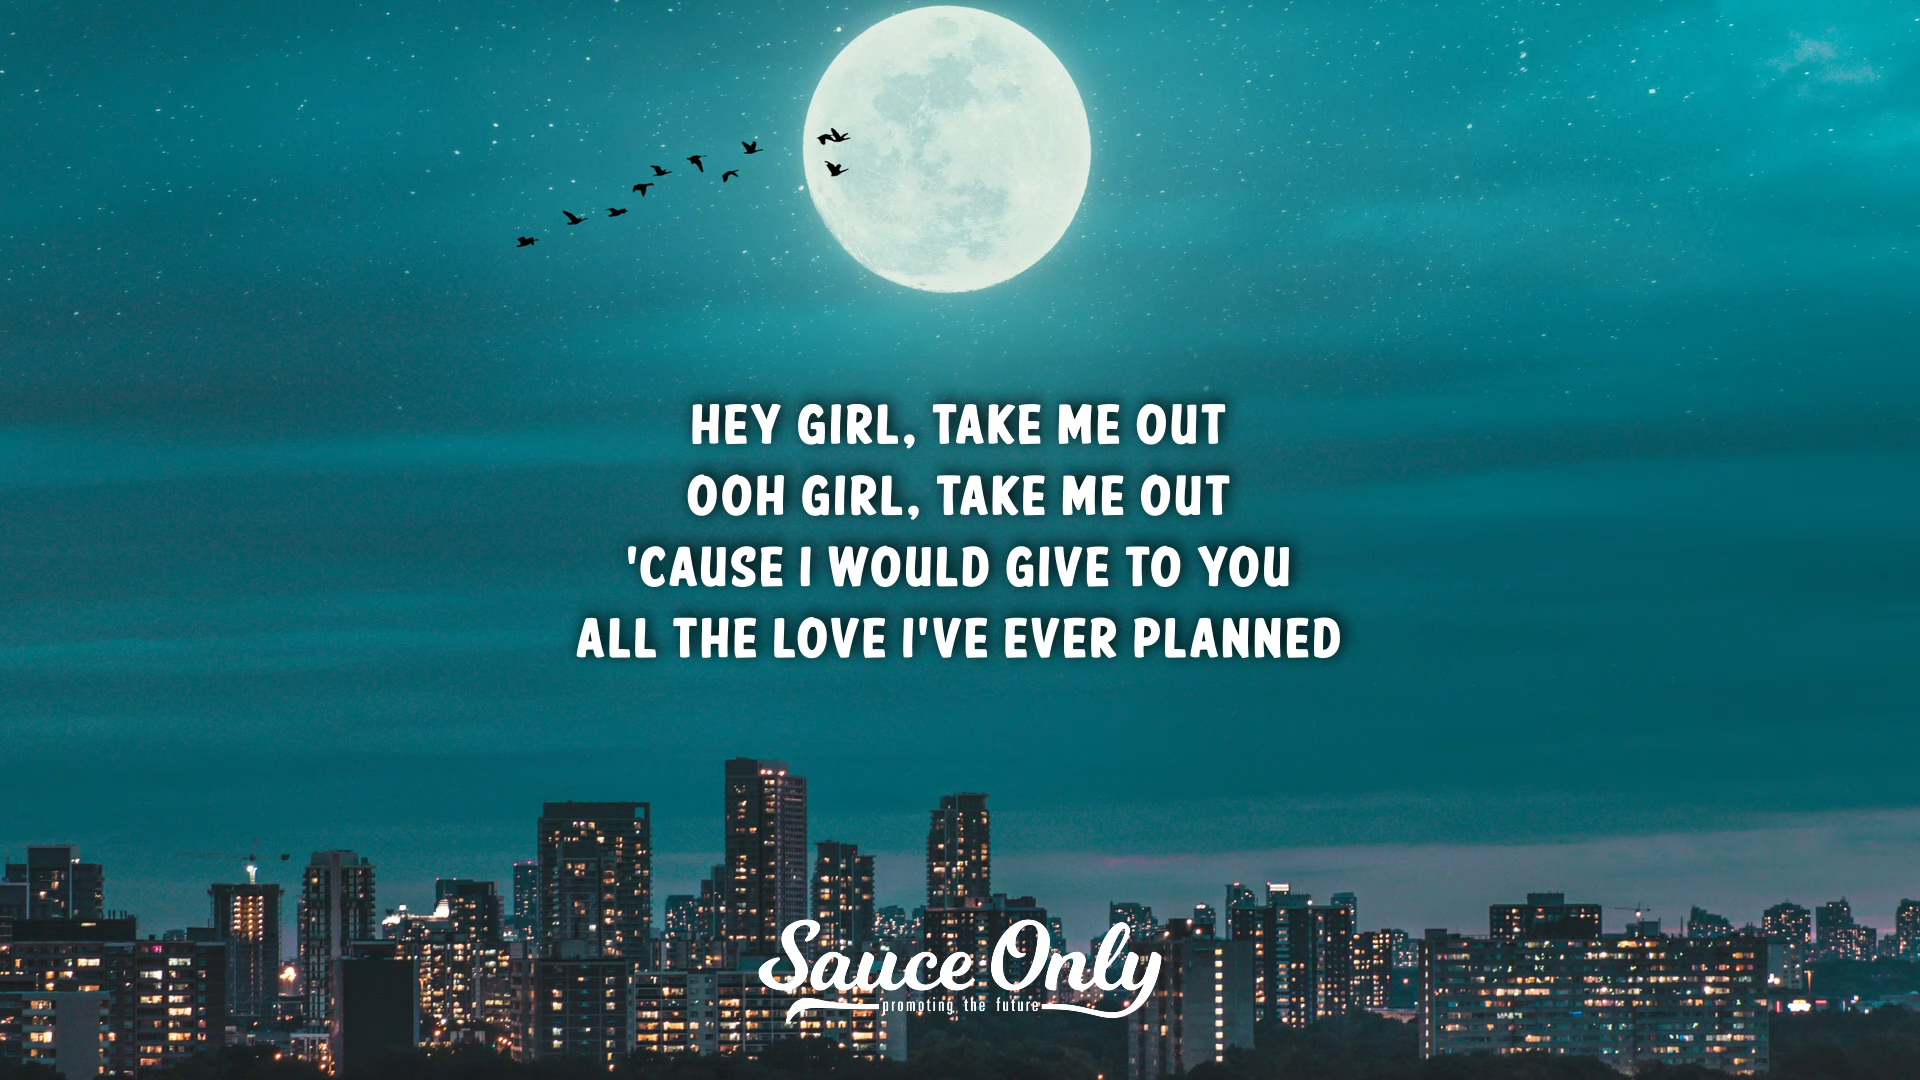 HEY GIRL, TAKE ME OUT
OOH GIRL, TAKE ME OUT
'CAUSE I WOULD GIVE TO YOU
ALL THE LOVE I'VE EVER PLANNED
Sauce Only
promoting the future